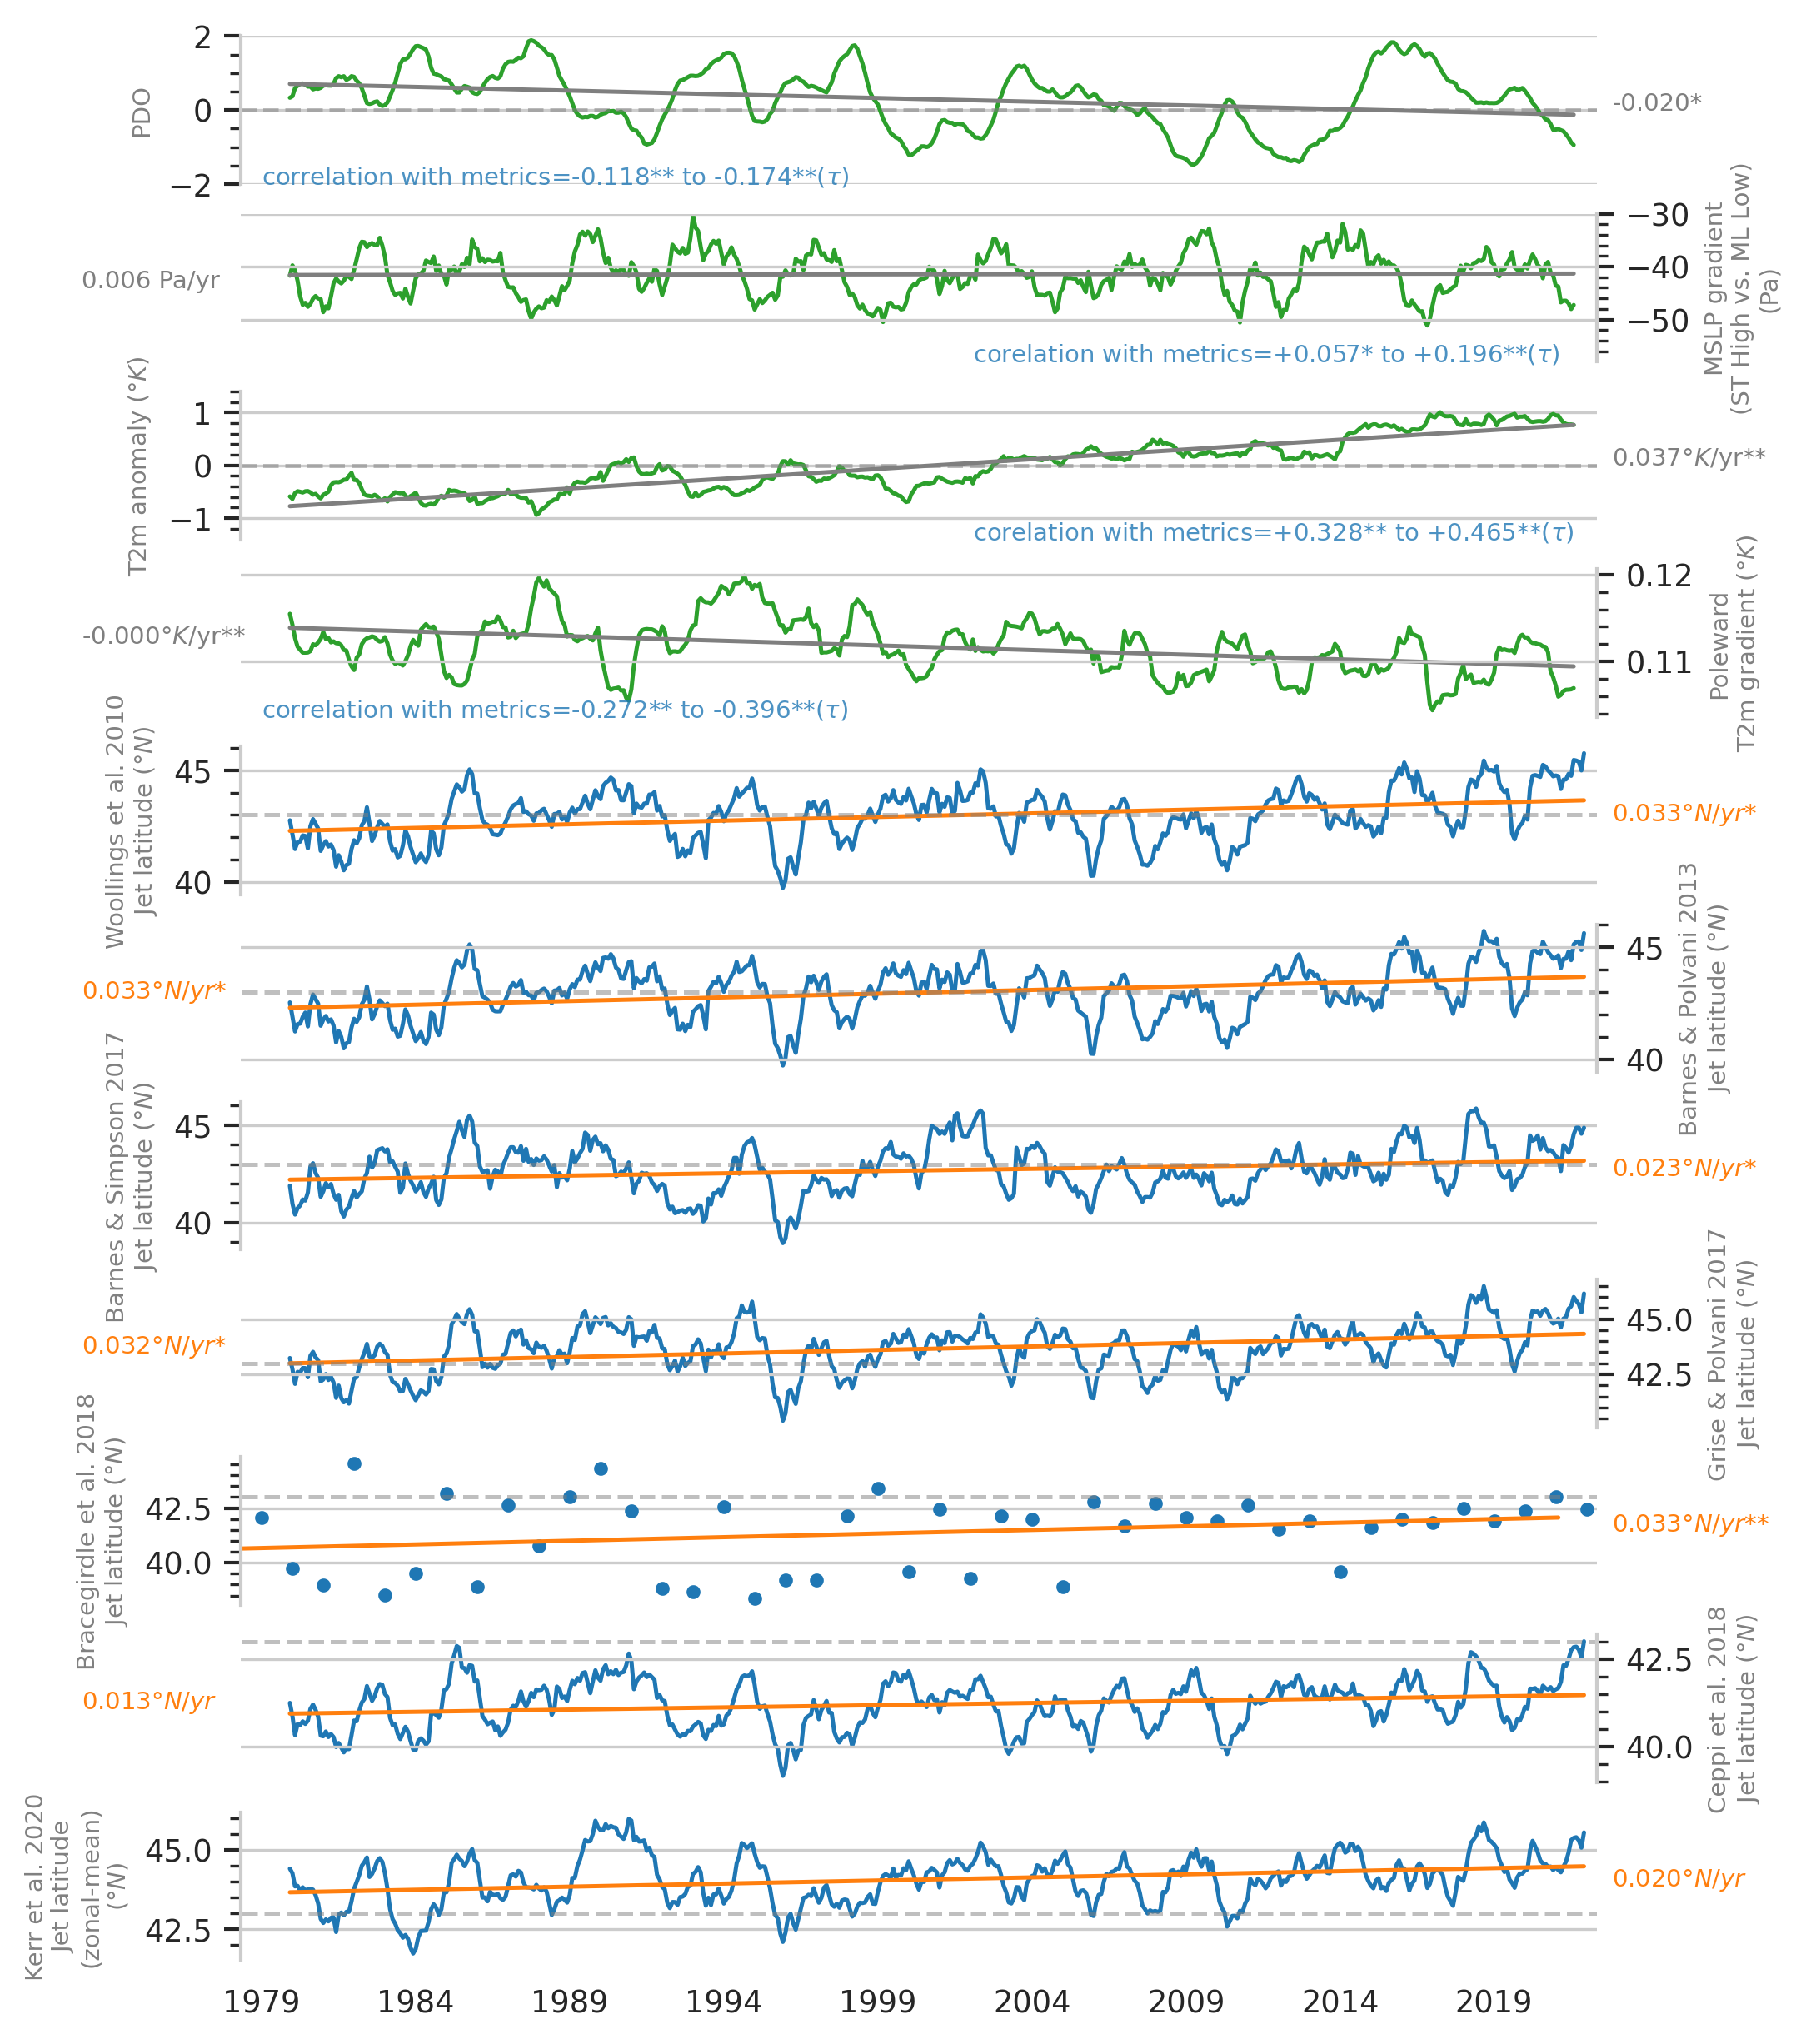 2
0
−2
PDO
-0.020*
correlation with metrics=-0.118** to -0.174**(τ)
−30
−40
−50
MSLP gradient
(ST High vs. ML Low)
(Pa)
0.006 Pa/yr
corelation with metrics=+0.057* to +0.196**(τ)
1
0
−1
T2m anomaly (°K)
0.037°K/yr**
corelation with metrics=+0.328** to +0.465**(τ)
0.12
0.11
Poleward
T2m gradient (°K)
-0.000°K/yr**
correlation with metrics=-0.272** to -0.396**(τ)
45
40
Woollings et al. 2010
Jet latitude (°N)
0.033°N/yr*
45
40
Barnes & Polvani 2013
Jet latitude (°N)
0.033°N/yr*
45
40
Barnes & Simpson 2017
Jet latitude (°N)
0.023°N/yr*
45.0
42.5
Grise & Polvani 2017
Jet latitude (°N)
0.032°N/yr*
42.5
40.0
Bracegirdle et al. 2018
Jet latitude (°N)
0.033°N/yr**
42.5
40.0
Ceppi et al. 2018
Jet latitude (°N)
0.013°N/yr
45.0
42.5
Kerr et al. 2020
Jet latitude
(zonal-mean)
(°N)
0.020°N/yr
1979 1984 1989 1994 1999 2004 2009 2014 2019